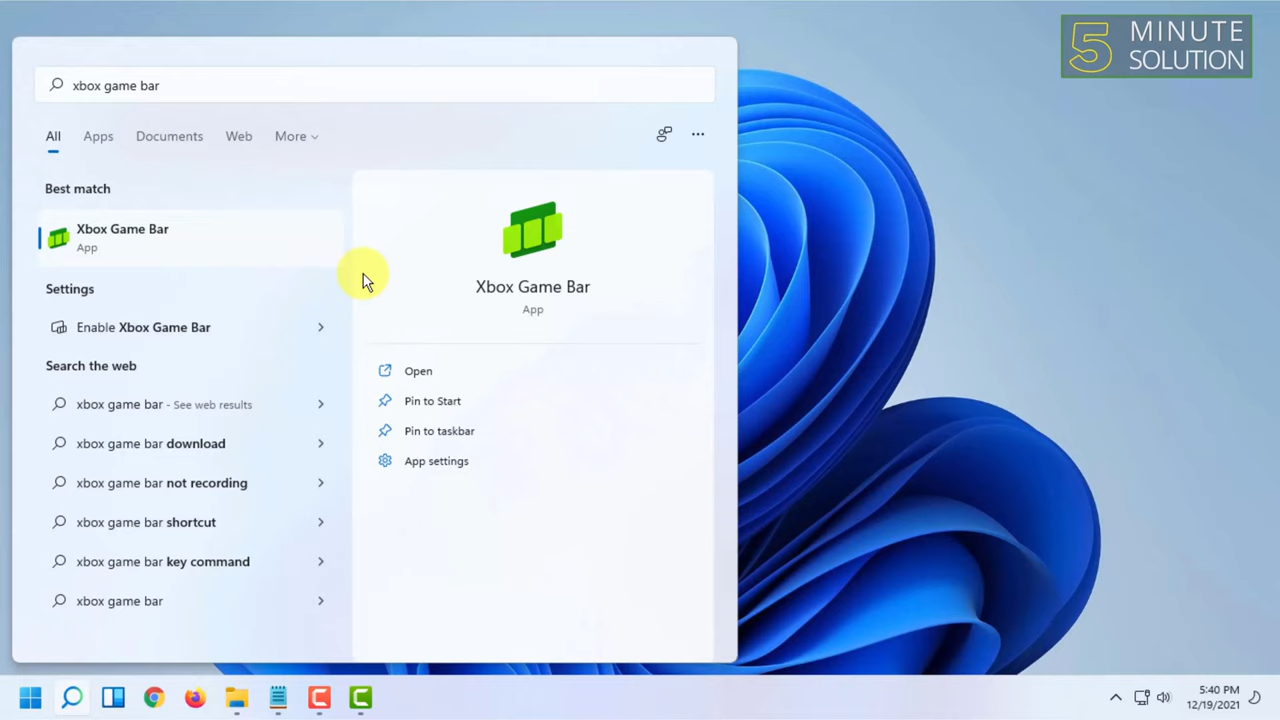 5 MINUTE
SOLUTION
xbox game bar
All Apps Documents Web More
Best match
Xbox Game Bar
App
Settings
Enable Xbox Game Bar
Search the web
xbox game bar - See web results
xbox game bar download
xbox game bar not recording
xbox game bar shortcut
xbox game bar key command
xbox game bar
Xbox Game Bar
App
Open
Pin to Start
Pin to taskbar
App settings
5:40 PM
12/19/2021